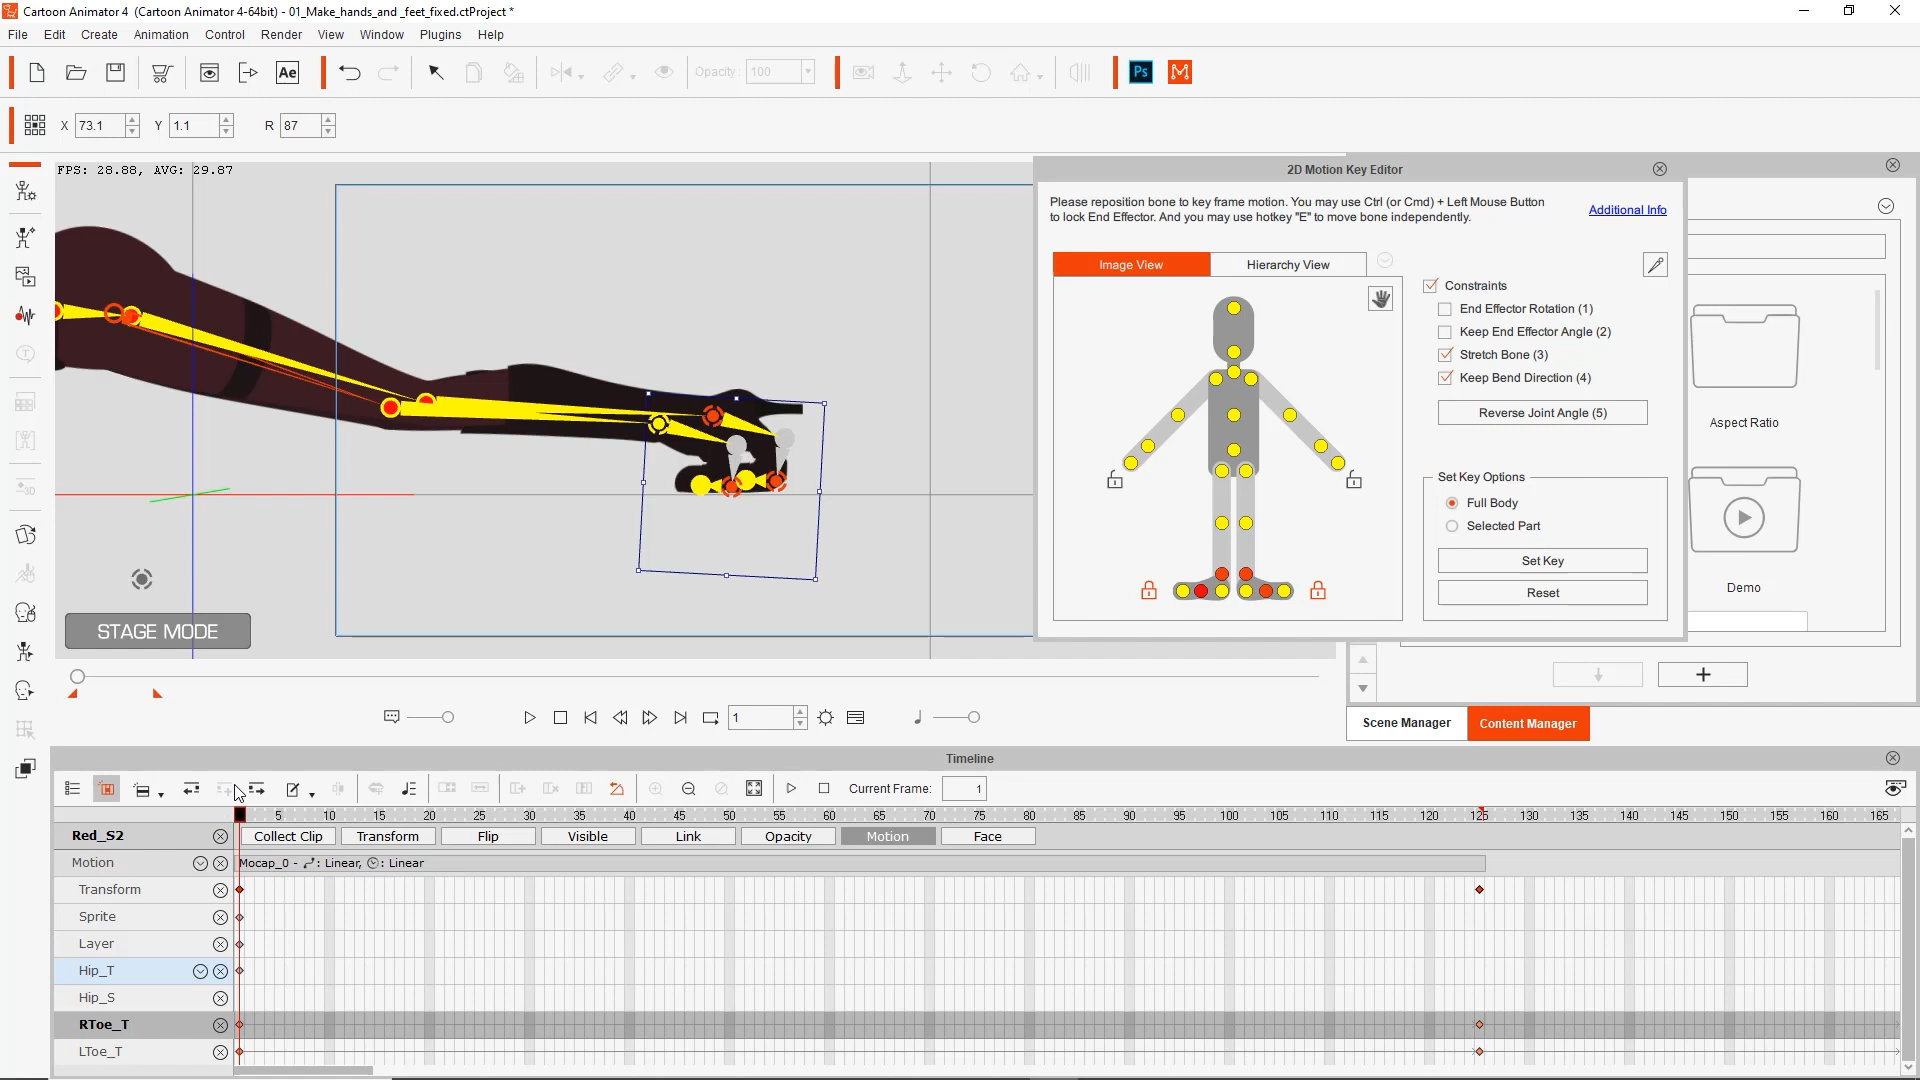 Cartoon Animator 4  (Cartoon Animator 4-64bit) - 01_Make_hands_and _feet_fixed.ctProject *
File Edit Create Animation Control Render View Window Plugins Help
Ae Opacity : 100 Ps
X 73.1 Y 1.1 R 87
FPS: 28.88, AVG: 29.87
2D Motion Key Editor
Please reposition bone to key frame motion. You may use Ctrl (or Cmd) + Left Mouse Button
to lock End Effector. And you may use hotkey "E" to move bone independently.
Additional Info
Image View Hierarchy View
Constraints
End Effector Rotation (1)
Keep End Effector Angle (2)
Stretch Bone (3)
Keep Bend Direction (4)
Reverse Joint Angle (5)
Set Key Options
Full Body
Selected Part
Set Key
Reset
Aspect Ratio
Demo
STAGE MODE
1
Scene Manager Content Manager
Timeline
Current Frame: 1
5 10 15 20 25 30 35 40 45 50 55 60 65 70 75 80 85 90 95 100 105 110 115 120 125 130 135 140 145 150 155 160 165
Red_S2 Collect Clip Transform Flip Visible Link Opacity Motion Face
Motion Mocap_0 - : Linear, : Linear
Transform
Sprite
Layer
Hip_T
Hip_S
RToe_T
LToe_T